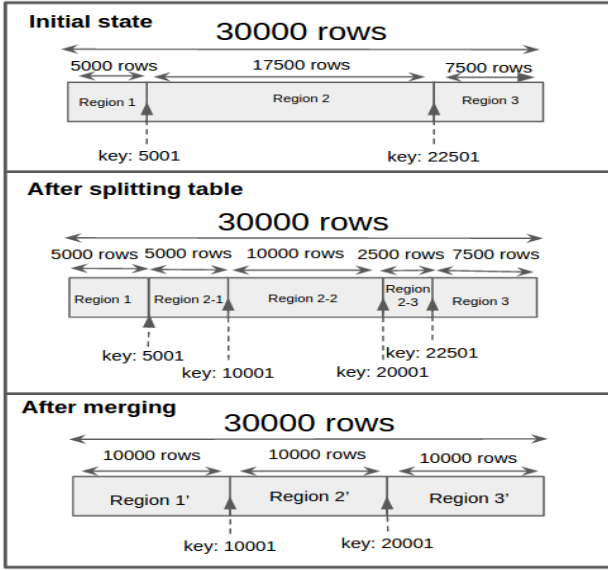 Initial state
30000 rows
5000 rows 17500 rows 7500 rows
Region 1 Region 2 Region 3
key: 5001 key: 22501
After splitting table
30000 rows
5000 rows 5000 rows 10000 rows 2500 rows 7500 rows
Region 1 Region 2-1 Region 2-2 Region 2-3 Region 3
key: 5001 key: 10001 key: 20001 key: 22501
After merging
30000 rows
10000 rows 10000 rows 10000 rows
Region 1' Region 2' Region 3'
key: 10001 key: 20001